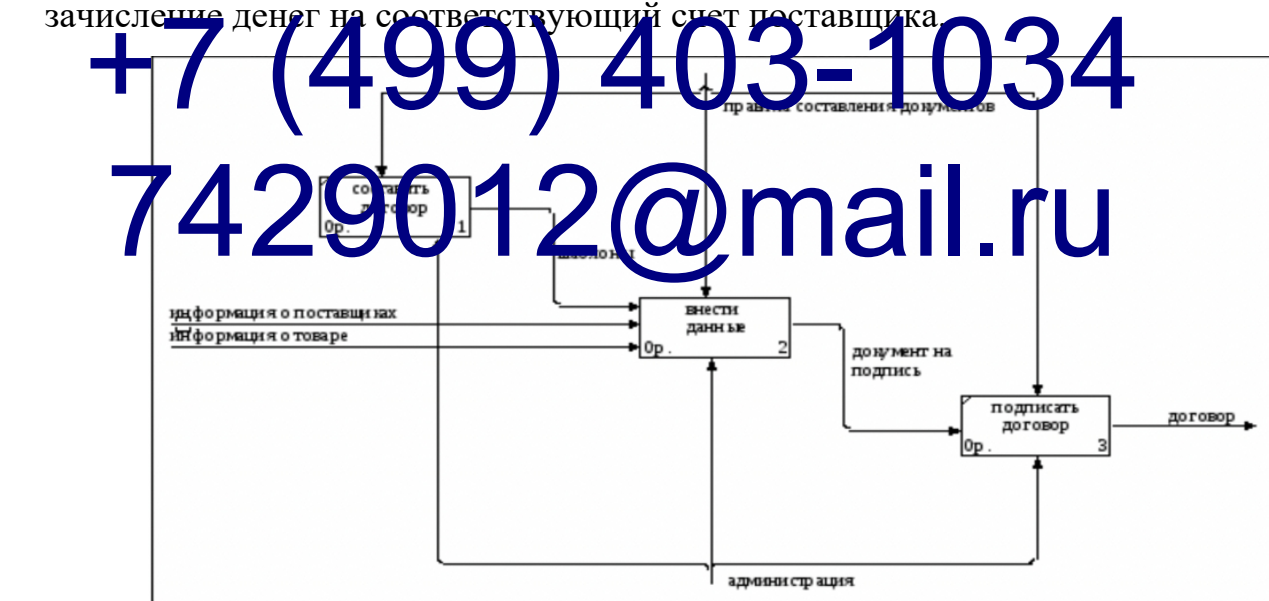 зачисление денег на соответствующий счет поставщика.
+7 (499) 403-1034
правила составления документов
7429012@mail.ru
составить
договор
0р. 1
шаблоны
информация о поставщиках
информация о товаре
внести
данные
0р. 2
документ на
подпись
подписать
договор
0р. 3
договор
администрация